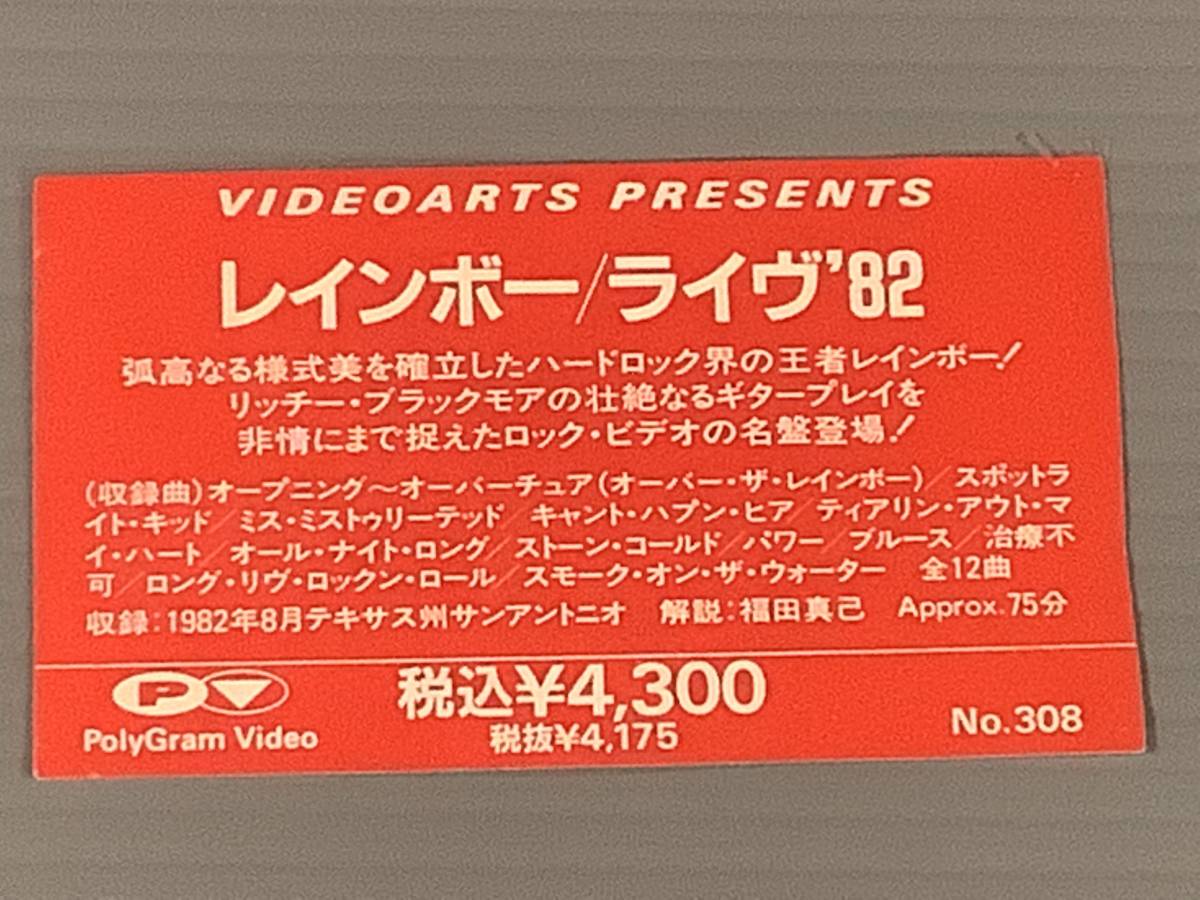 VIDEOARTS PRESENTS
レインボー/ライヴ'82
孤高なる様式美を確立したハードロック界の王者レインボー!
リッチー・ブラックモアの壮絶なるギタープレイを
非情にまで捉えたロック・ビデオの名盤登場!
(収録曲)オープニング〜オーバーチュア(オーバー・ザ・レインボー)/スポットラ
イト・キッド/ミス・ミストゥリーテッド/キャント・ハプン・ヒア/ティアリン・アウト・マ
イ・ハート/オール・ナイト・ロング/ストーン・コールド/パワー/ブルース/治療不
可/ロング・リヴ・ロックン・ロール/スモーク・オン・ザ・ウォーター 全12曲
収録:1982年8月テキサス州サンアントニオ 解説:福田真己 Approx.75分
税込¥4,300
税抜¥4,175
PolyGram Video
No.308